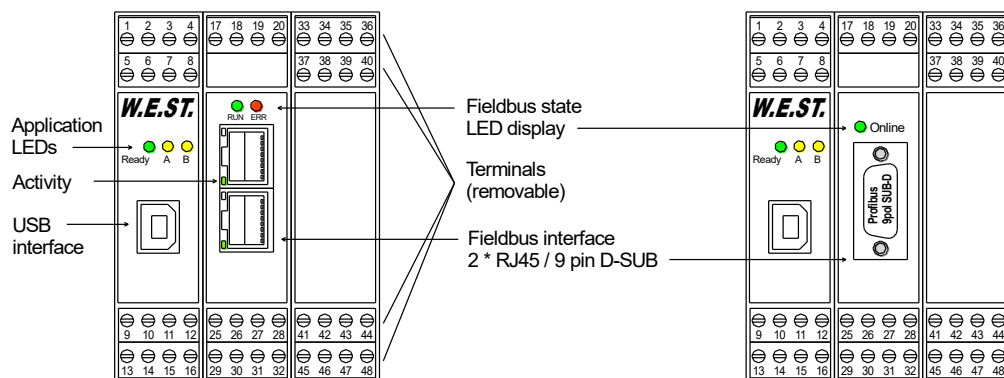 1 2 3 4 17 18 19 20 33 34 35 36
5 6 7 8 37 38 39 40
W.E.ST.
RUN ERR
Application
LEDs
Ready A B
Activity
USB
interface
9 10 11 12 25 26 27 28 41 42 43 44
13 14 15 16 29 30 31 32 45 46 47 48
Fieldbus state
LED display
Terminals
(removable)
Fieldbus interface
2 * RJ45 / 9 pin D-SUB
1 2 3 4 17 18 19 20 33 34 35 36
5 6 7 8 37 38 39 40
W.E.ST.
Online
Ready A B
Profibus
9pol SUB-D
9 10 11 12 25 26 27 28 41 42 43 44
13 14 15 16 29 30 31 32 45 46 47 48